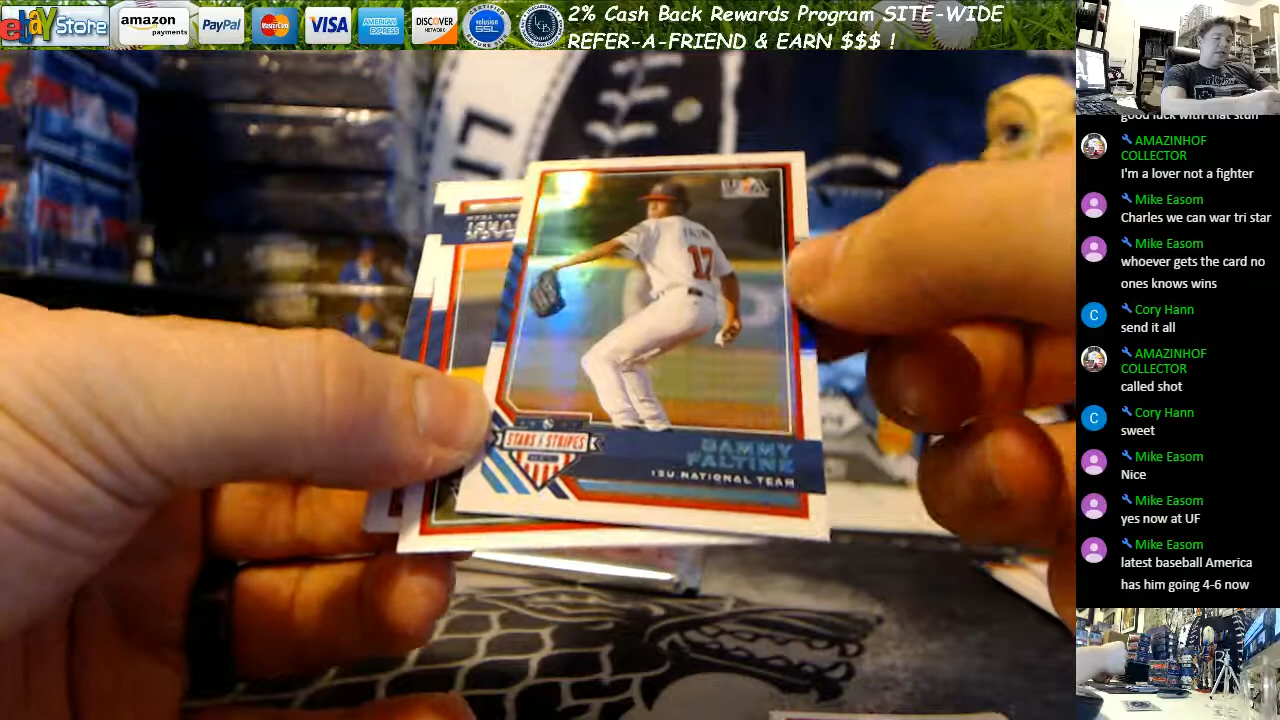 ebay Store
amazon
payments
PayPal
MasterCard
VISA
AMERICAN EXPRESS
DISCOVER
NETWORK
volusion
SSL
2% Cash Back Rewards Program SITE-WIDE
REFER-A-FRIEND & EARN $$$ !
good luck with that stuff
AMAZINHOF
COLLECTOR
I'm a lover not a fighter
Mike Easom
Charles we can war tri star
Mike Easom
whoever gets the card no
ones knows wins
Cory Hann
send it all
AMAZINHOF
COLLECTOR
called shot
Cory Hann
sweet
Mike Easom
Nice
Mike Easom
yes now at UF
Mike Easom
latest baseball America
has him going 4-6 now
USA
17
STARS & STRIPES
SAMMY
FALTINE
15U NATIONAL TEAM